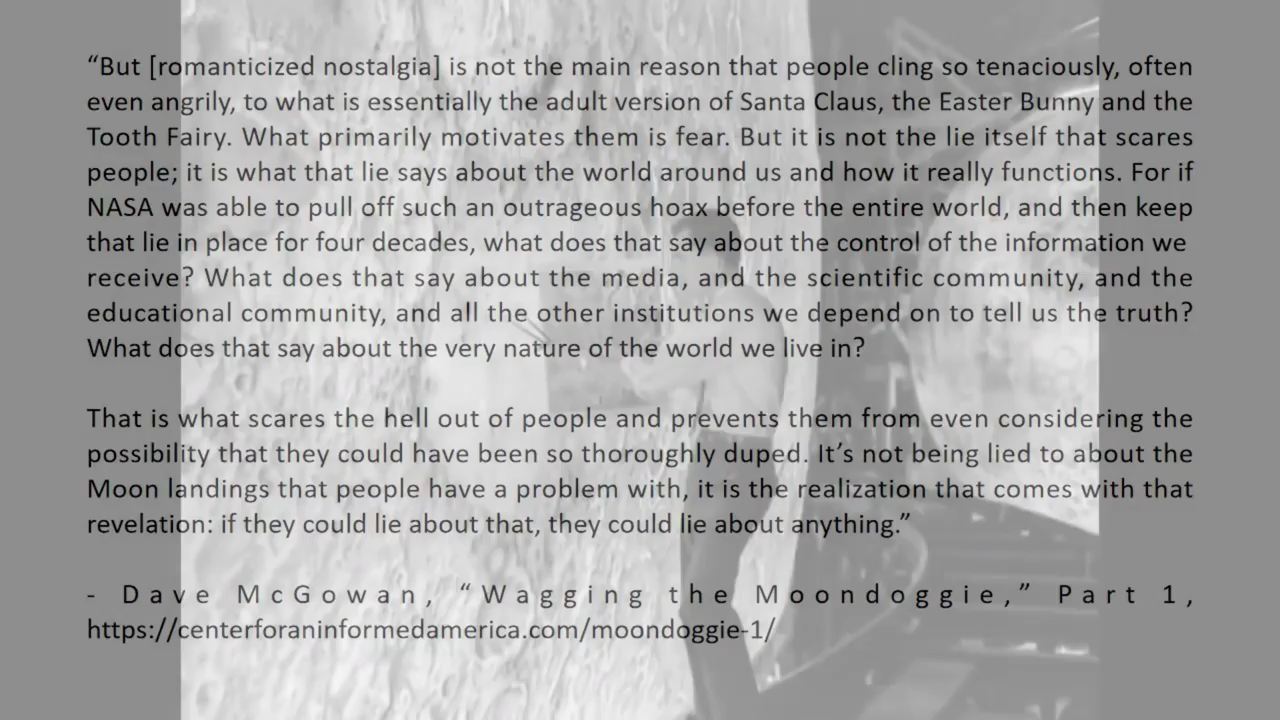 “But [romanticized nostalgia] is not the main reason that people cling so tenaciously, often
even angrily, to what is essentially the adult version of Santa Claus, the Easter Bunny and the
Tooth Fairy. What primarily motivates them is fear. But it is not the lie itself that scares
people; it is what that lie says about the world around us and how it really functions. For if
NASA was able to pull off such an outrageous hoax before the entire world, and then keep
that lie in place for four decades, what does that say about the control of the information we
receive? What does that say about the media, and the scientific community, and the
educational community, and all the other institutions we depend on to tell us the truth?
What does that say about the very nature of the world we live in?
That is what scares the hell out of people and prevents them from even considering the
possibility that they could have been so thoroughly duped. It’s not being lied to about the
Moon landings that people have a problem with, it is the realization that comes with that
revelation: if they could lie about that, they could lie about anything.”
- Dave McGowan, “Wagging the Moondoggie,” Part 1,
https://centerforaninformedamerica.com/moondoggie-1/